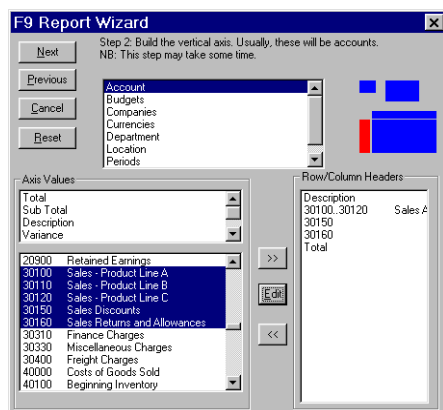 F9 Report Wizard
Step 2: Build the vertical axis. Usually, these will be accounts.
NB: This step may take some time.
Next
Previous
Cancel
Reset
Account
Budgets
Companies
Currencies
Department
Location
Periods
Axis Values
Total
Sub Total
Description
Variance
20900 Retained Earnings
30100 Sales - Product Line A
30110 Sales - Product Line B
30120 Sales - Product Line C
30150 Sales Discounts
30160 Sales Returns and Allowances
30310 Finance Charges
30330 Miscellaneous Charges
30400 Freight Charges
40000 Costs of Goods Sold
40100 Beginning Inventory
>>
Edit
<<
Row/Column Headers
Description
30100..30120 Sales A
30150
30160
Total